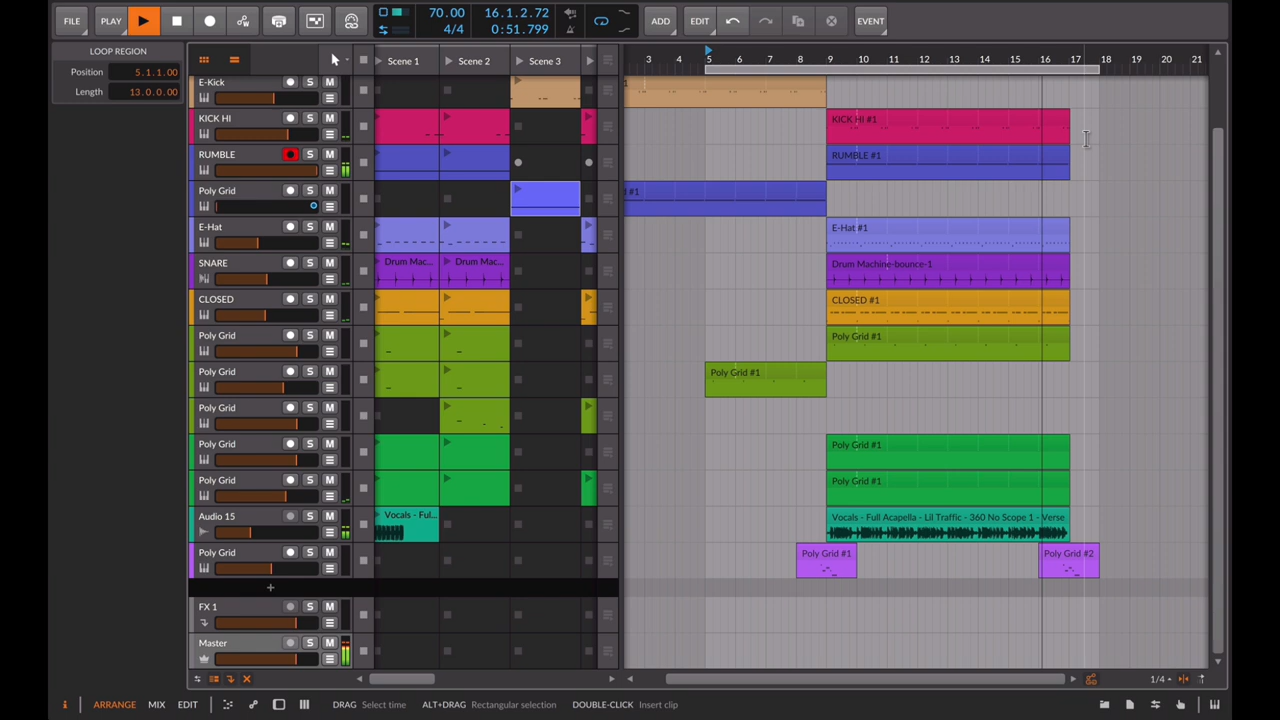 FILE
PLAY
ADD
EDIT
EVENT
70.00 16.1.2.72
4/4 0:51.799
LOOP REGION
Position 5.1.1.00
Length 13.0.0.00
Scene 1
Scene 2
Scene 3
3 4 5 6 7 8 9 10 11 12 13 14 15 16 17 18 19 20 21
E-Kick S M
KICK HI S M
KICK HI #1
RUMBLE S M
RUMBLE #1
Poly Grid S M
#1
E-Hat S M
E-Hat #1
SNARE S M
Drum Mac...
Drum Mac...
Drum Machine-bounce-1
CLOSED S M
CLOSED #1
Poly Grid S M
Poly Grid #1
Poly Grid S M
Poly Grid #1
Poly Grid S M
Poly Grid S M
Poly Grid #1
Poly Grid S M
Poly Grid #1
Audio 15 S M
Vocals - Ful...
Vocals - Full Acapella - Lil Traffic - 360 No Scope 1 - Verse
Poly Grid S M
Poly Grid #1
Poly Grid #2
+
FX 1 S M
Master S M
1/4
i ARRANGE MIX EDIT
DRAG Select time
ALT+DRAG Rectangular selection
DOUBLE-CLICK Insert clip